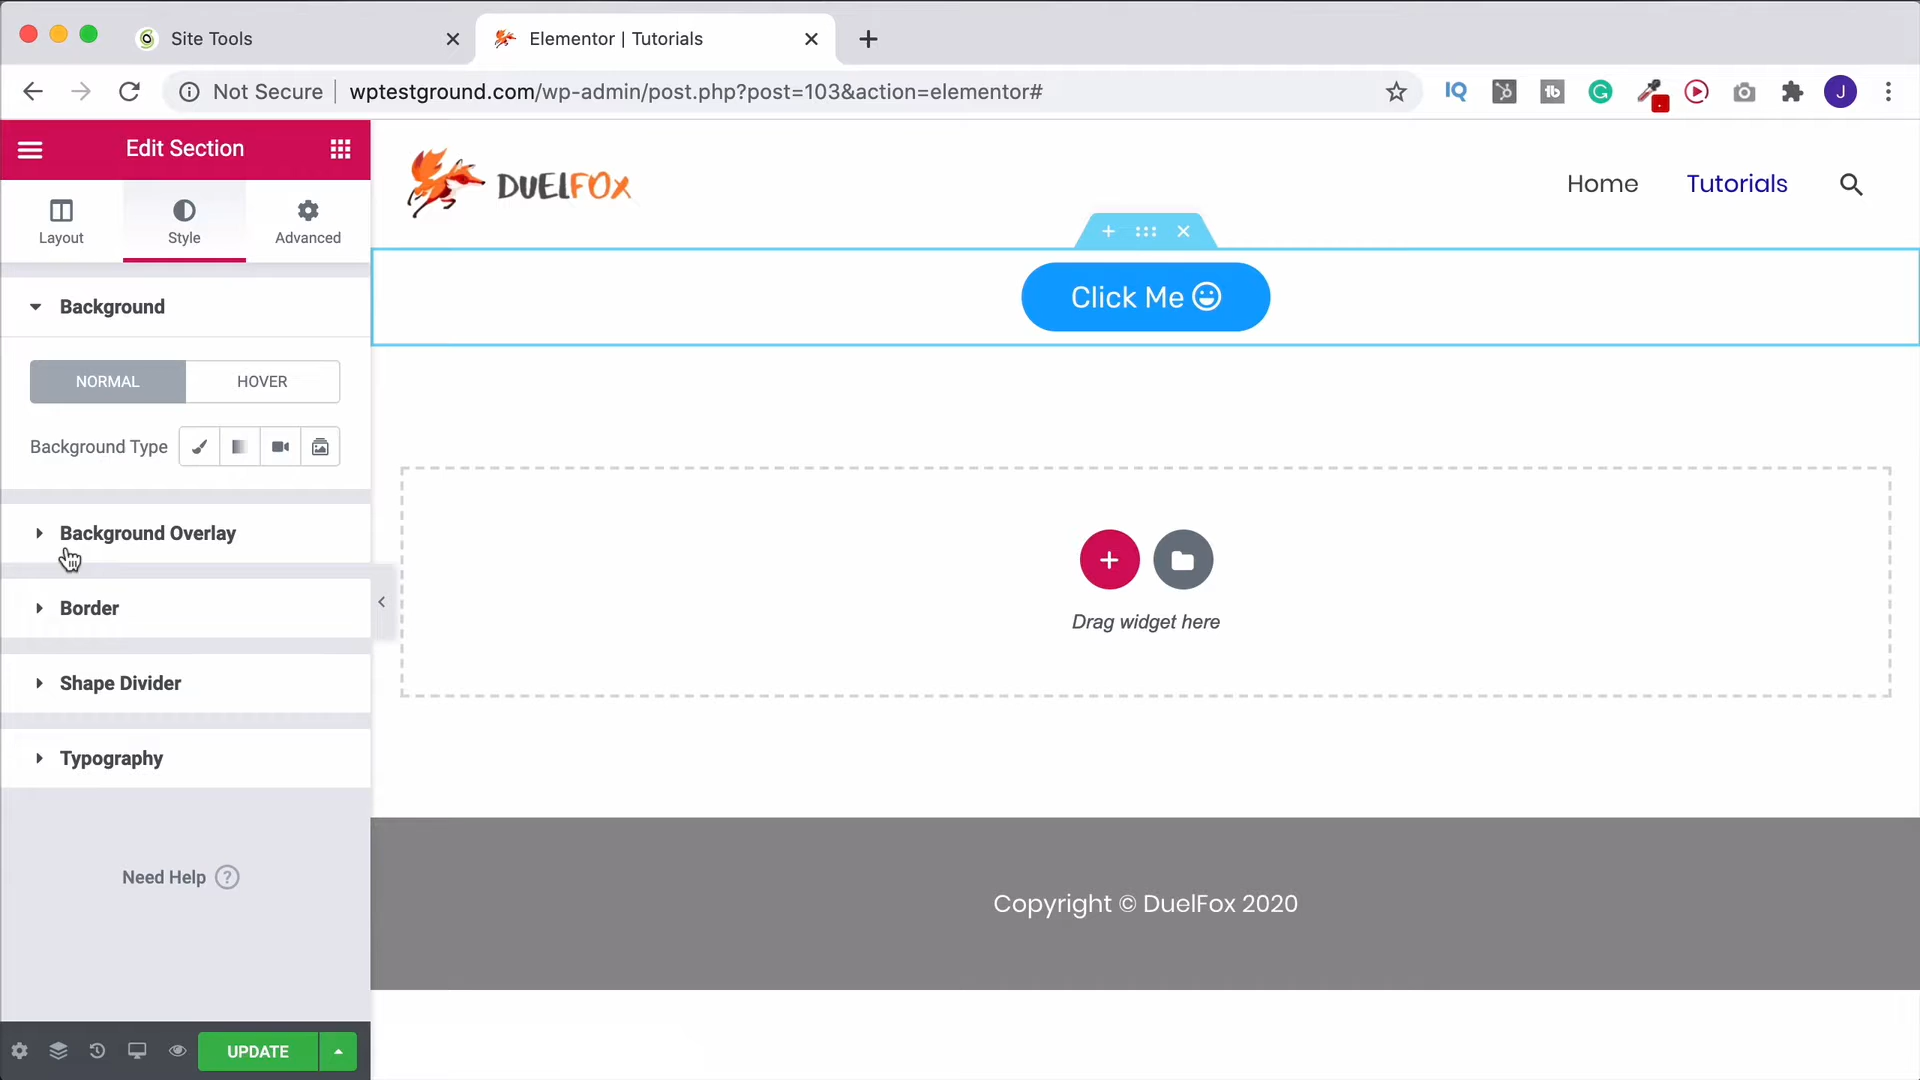 Site Tools
Elementor | Tutorials
Not Secure
wptestground.com/wp-admin/post.php?post=103&action=elementor#
IQ
tb
G
J
Edit Section
Layout
Style
Advanced
DUELFOX
Home
Tutorials
Background
Click Me
NORMAL
HOVER
Background Type
Background Overlay
Border
Drag widget here
Shape Divider
Typography
Need Help ?
Copyright © DuelFox 2020
UPDATE